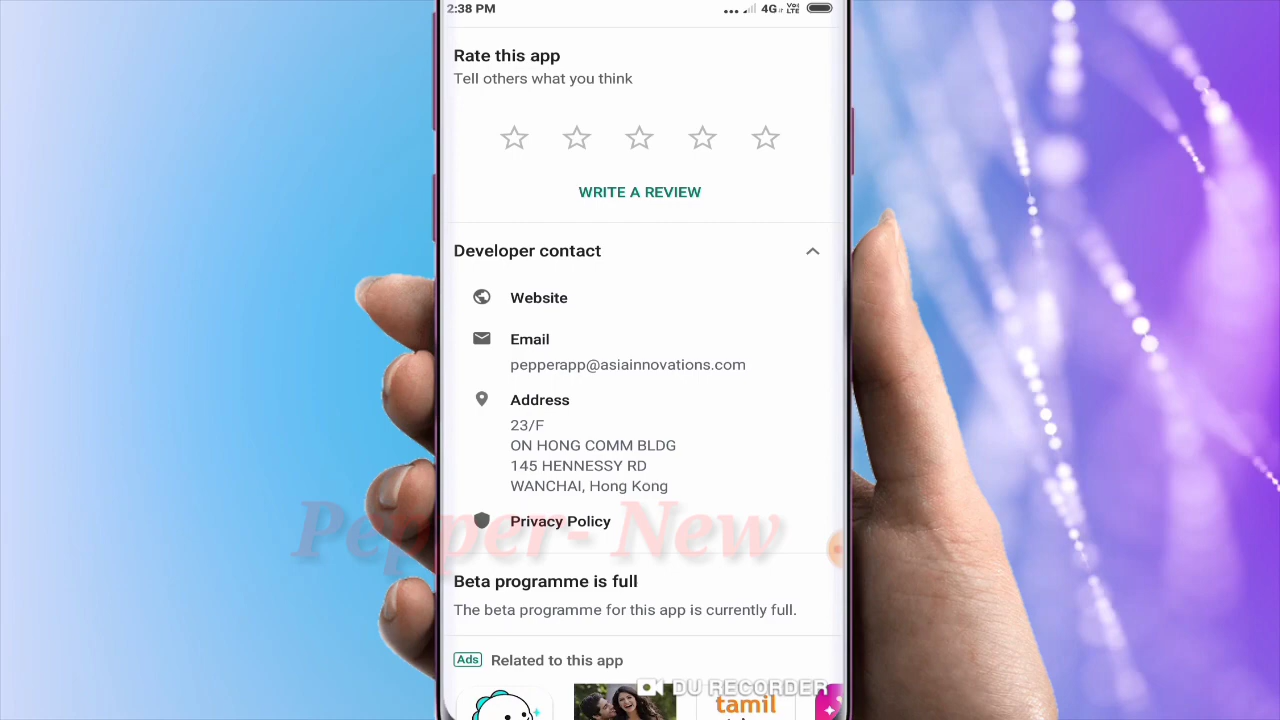 2:38 PM
4G
VoLTE
Rate this app
Tell others what you think
WRITE A REVIEW
Developer contact
Website
Email
pepperapp@asiainnovations.com
Address
23/F
ON HONG COMM BLDG
145 HENNESSY RD
WANCHAI, Hong Kong
Privacy Policy
Pepper- New
Beta programme is full
The beta programme for this app is currently full.
Ads Related to this app
DU RECORDER
tamil